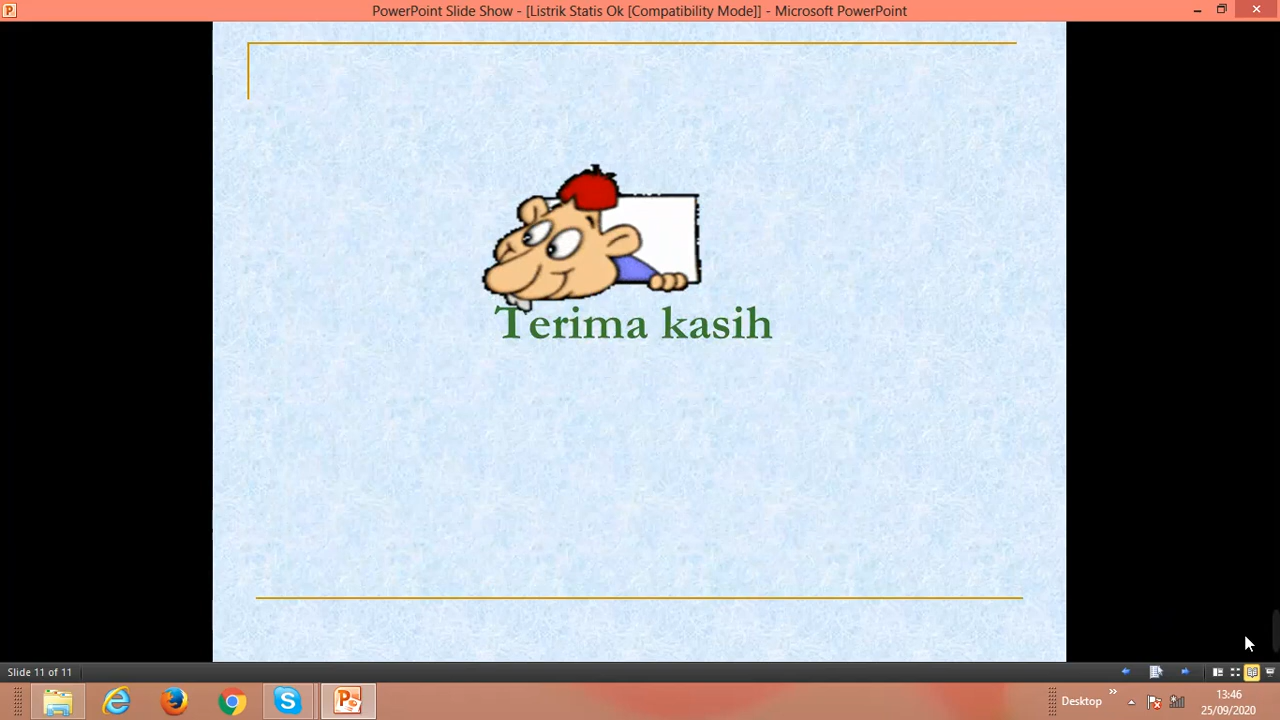 PowerPoint Slide Show - [Listrik Statis Ok [Compatibility Mode]] - Microsoft PowerPoint
Terima kasih
Slide 11 of 11
Desktop
13:46
25/09/2020